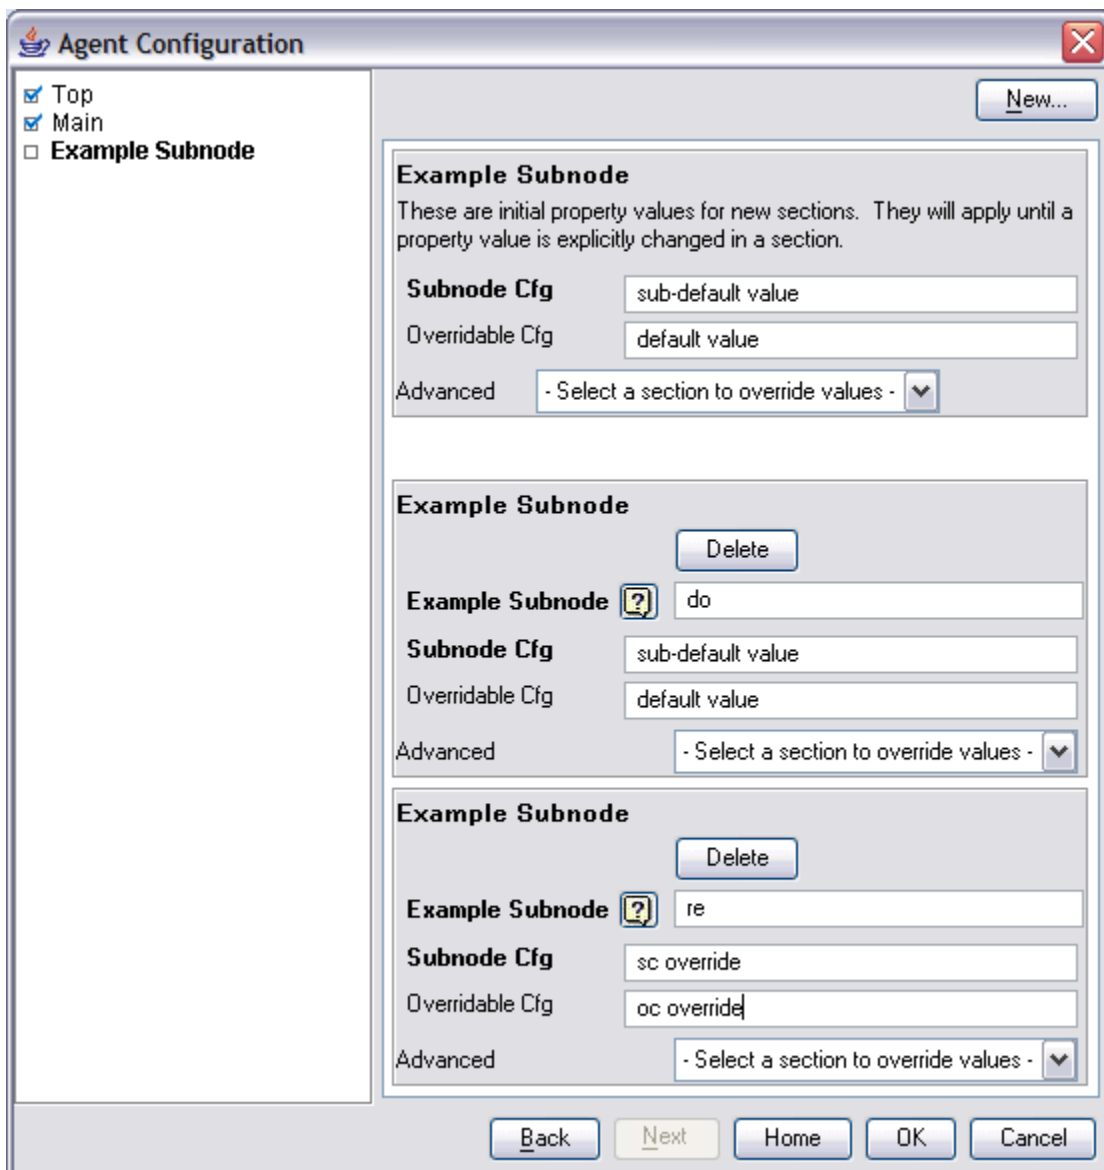 Agent Configuration
Top
Main
Example Subnode
New...
Example Subnode
These are initial property values for new sections. They will apply until a
property value is explicitly changed in a section.
Subnode Cfg sub-default value
Overridable Cfg default value
Advanced - Select a section to override values -
Example Subnode
Delete
Example Subnode ? do
Subnode Cfg sub-default value
Overridable Cfg default value
Advanced - Select a section to override values -
Example Subnode
Delete
Example Subnode ? re
Subnode Cfg sc override
Overridable Cfg oc override
Advanced - Select a section to override values -
Back Next Home OK Cancel